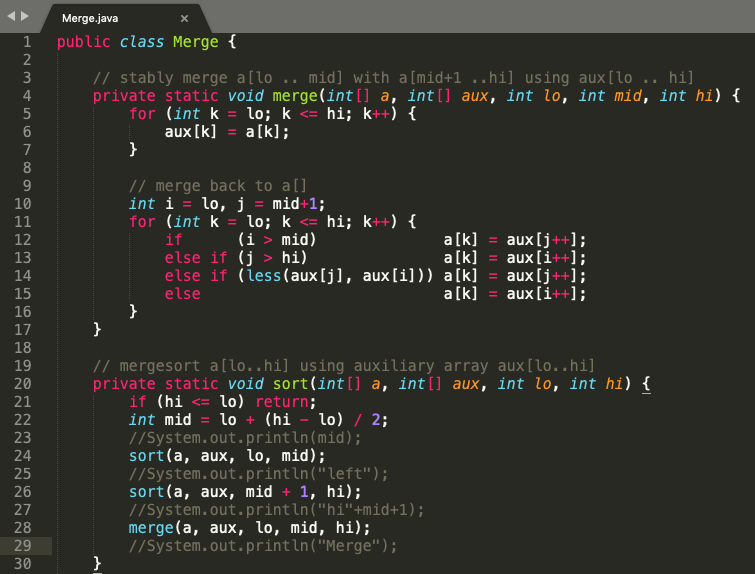 Merge.java ×
1 public class Merge {
2
3 // stably merge a[lo .. mid] with a[mid+1 ..hi] using aux[lo .. hi]
4 private static void merge(int[] a, int[] aux, int lo, int mid, int hi) {
5 for (int k = lo; k <= hi; k++) {
6 aux[k] = a[k];
7 }
8
9 // merge back to a[]
10 int i = lo, j = mid+1;
11 for (int k = lo; k <= hi; k++) {
12 if (i > mid) a[k] = aux[j++];
13 else if (j > hi) a[k] = aux[i++];
14 else if (less(aux[j], aux[i])) a[k] = aux[j++];
15 else a[k] = aux[i++];
16 }
17 }
18
19 // mergesort a[lo..hi] using auxiliary array aux[lo..hi]
20 private static void sort(int[] a, int[] aux, int lo, int hi) {
21 if (hi <= lo) return;
22 int mid = lo + (hi - lo) / 2;
23 //System.out.println(mid);
24 sort(a, aux, lo, mid);
25 //System.out.println("left");
26 sort(a, aux, mid + 1, hi);
27 //System.out.println("hi"+mid+1);
28 merge(a, aux, lo, mid, hi);
29 //System.out.println("Merge");
30 }